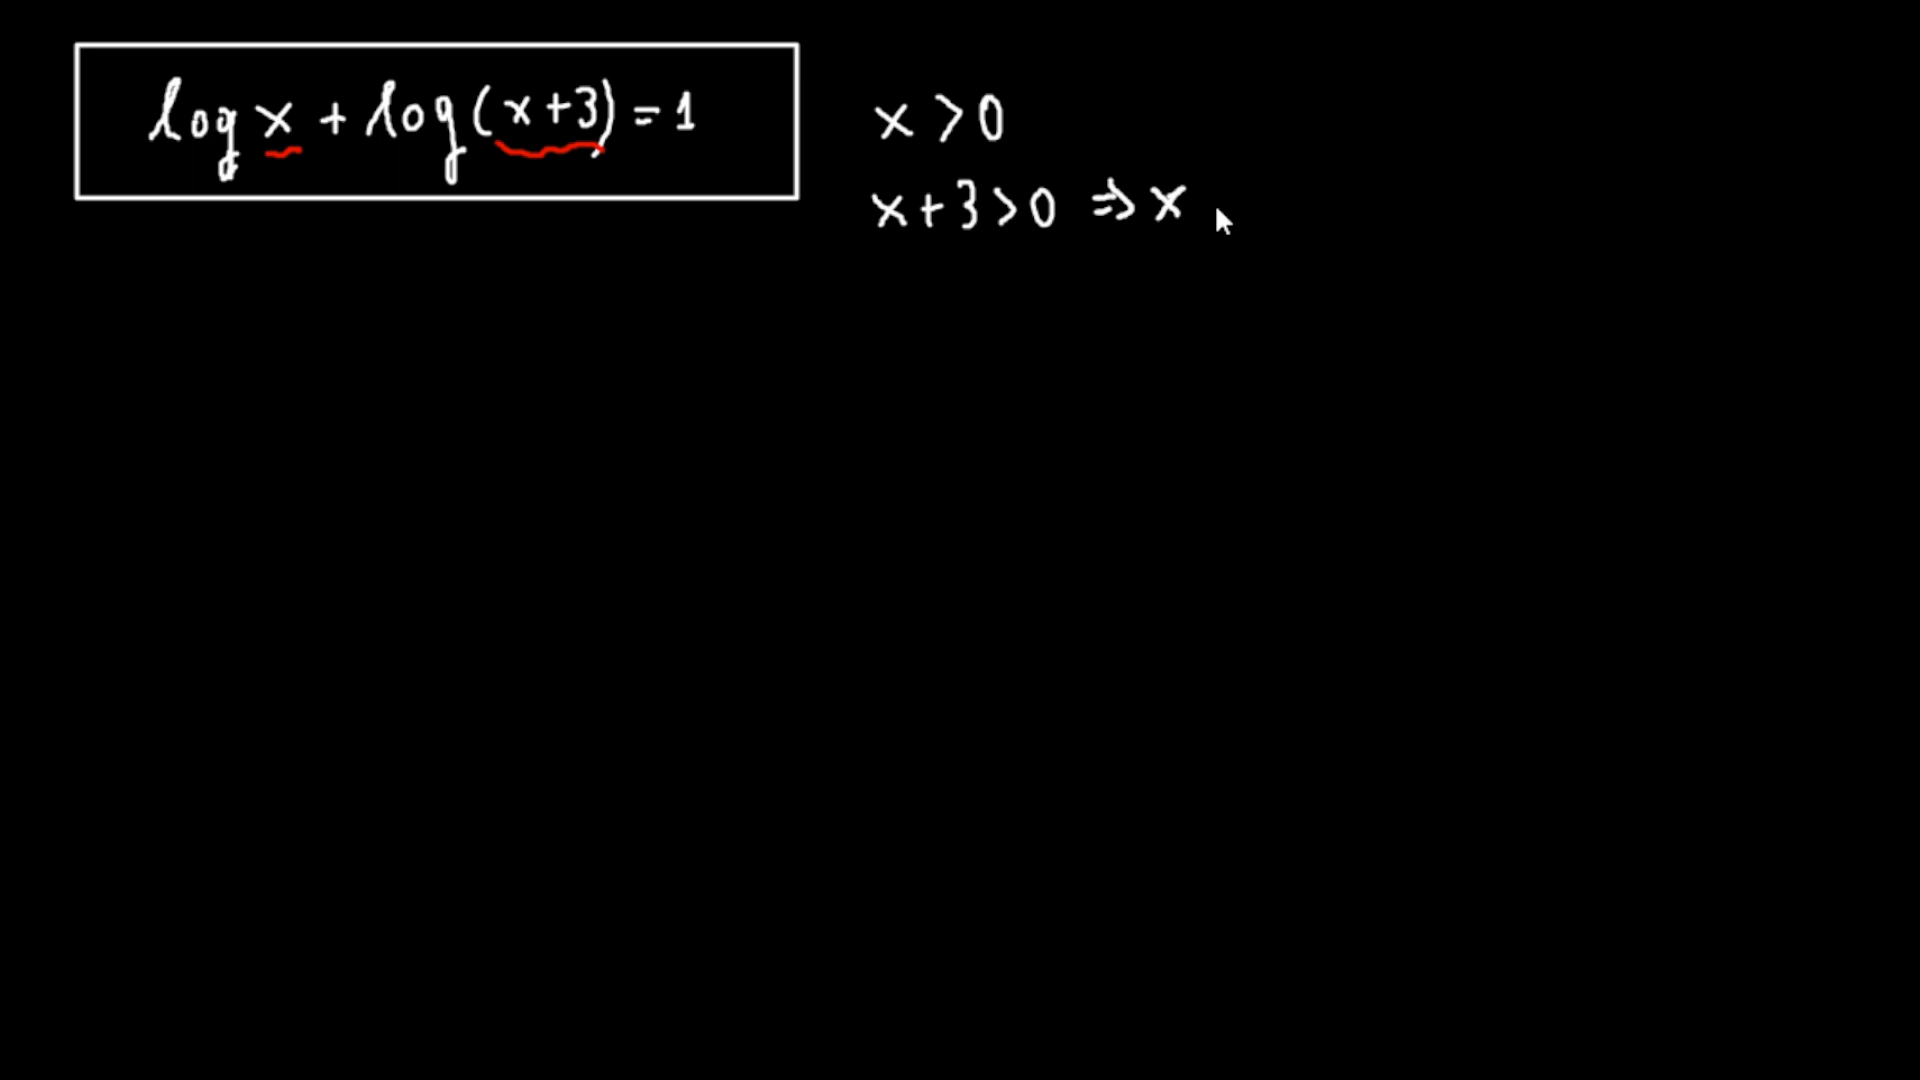 log x + log(x+3) = 1
x > 0
x + 3 > 0 ⇒ x